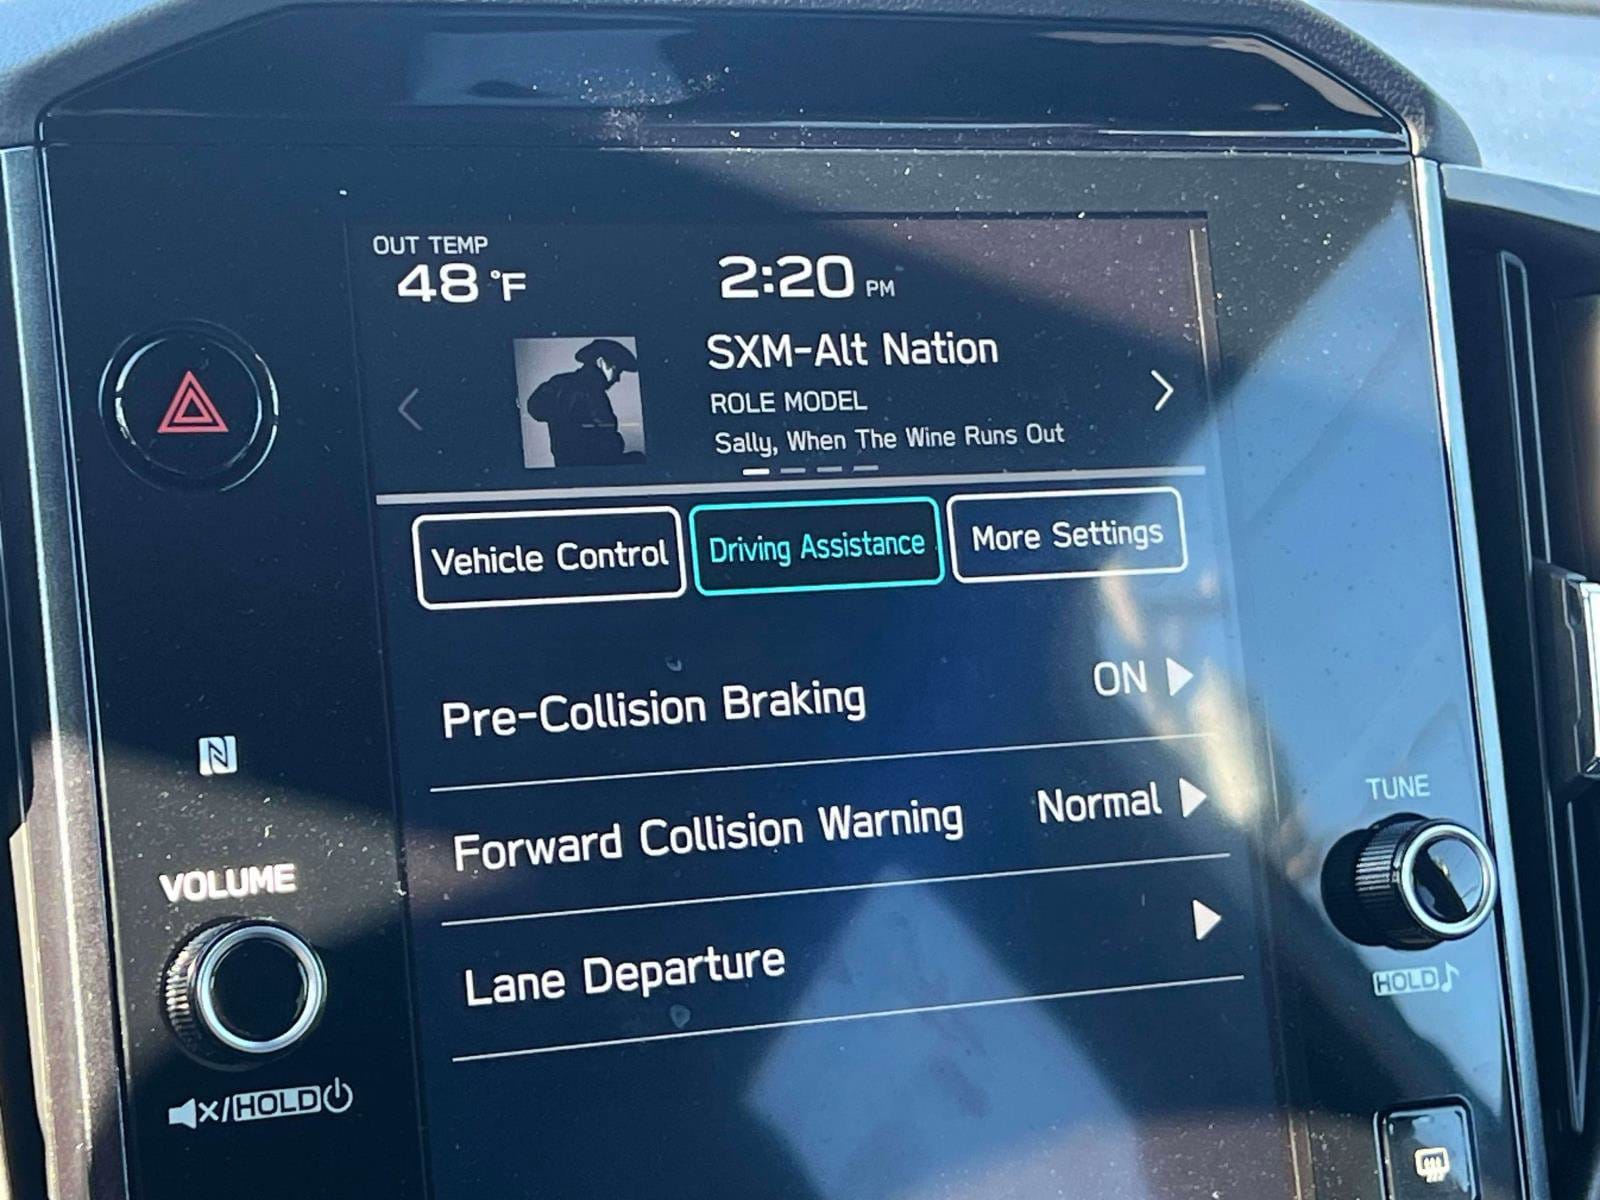 OUT TEMP
48 °F
2:20 PM
SXM-Alt Nation
ROLE MODEL
Sally, When The Wine Runs Out
Vehicle Control
Driving Assistance
More Settings
Pre-Collision Braking ON
Forward Collision Warning Normal
Lane Departure
N
VOLUME
/HOLD
TUNE
HOLD